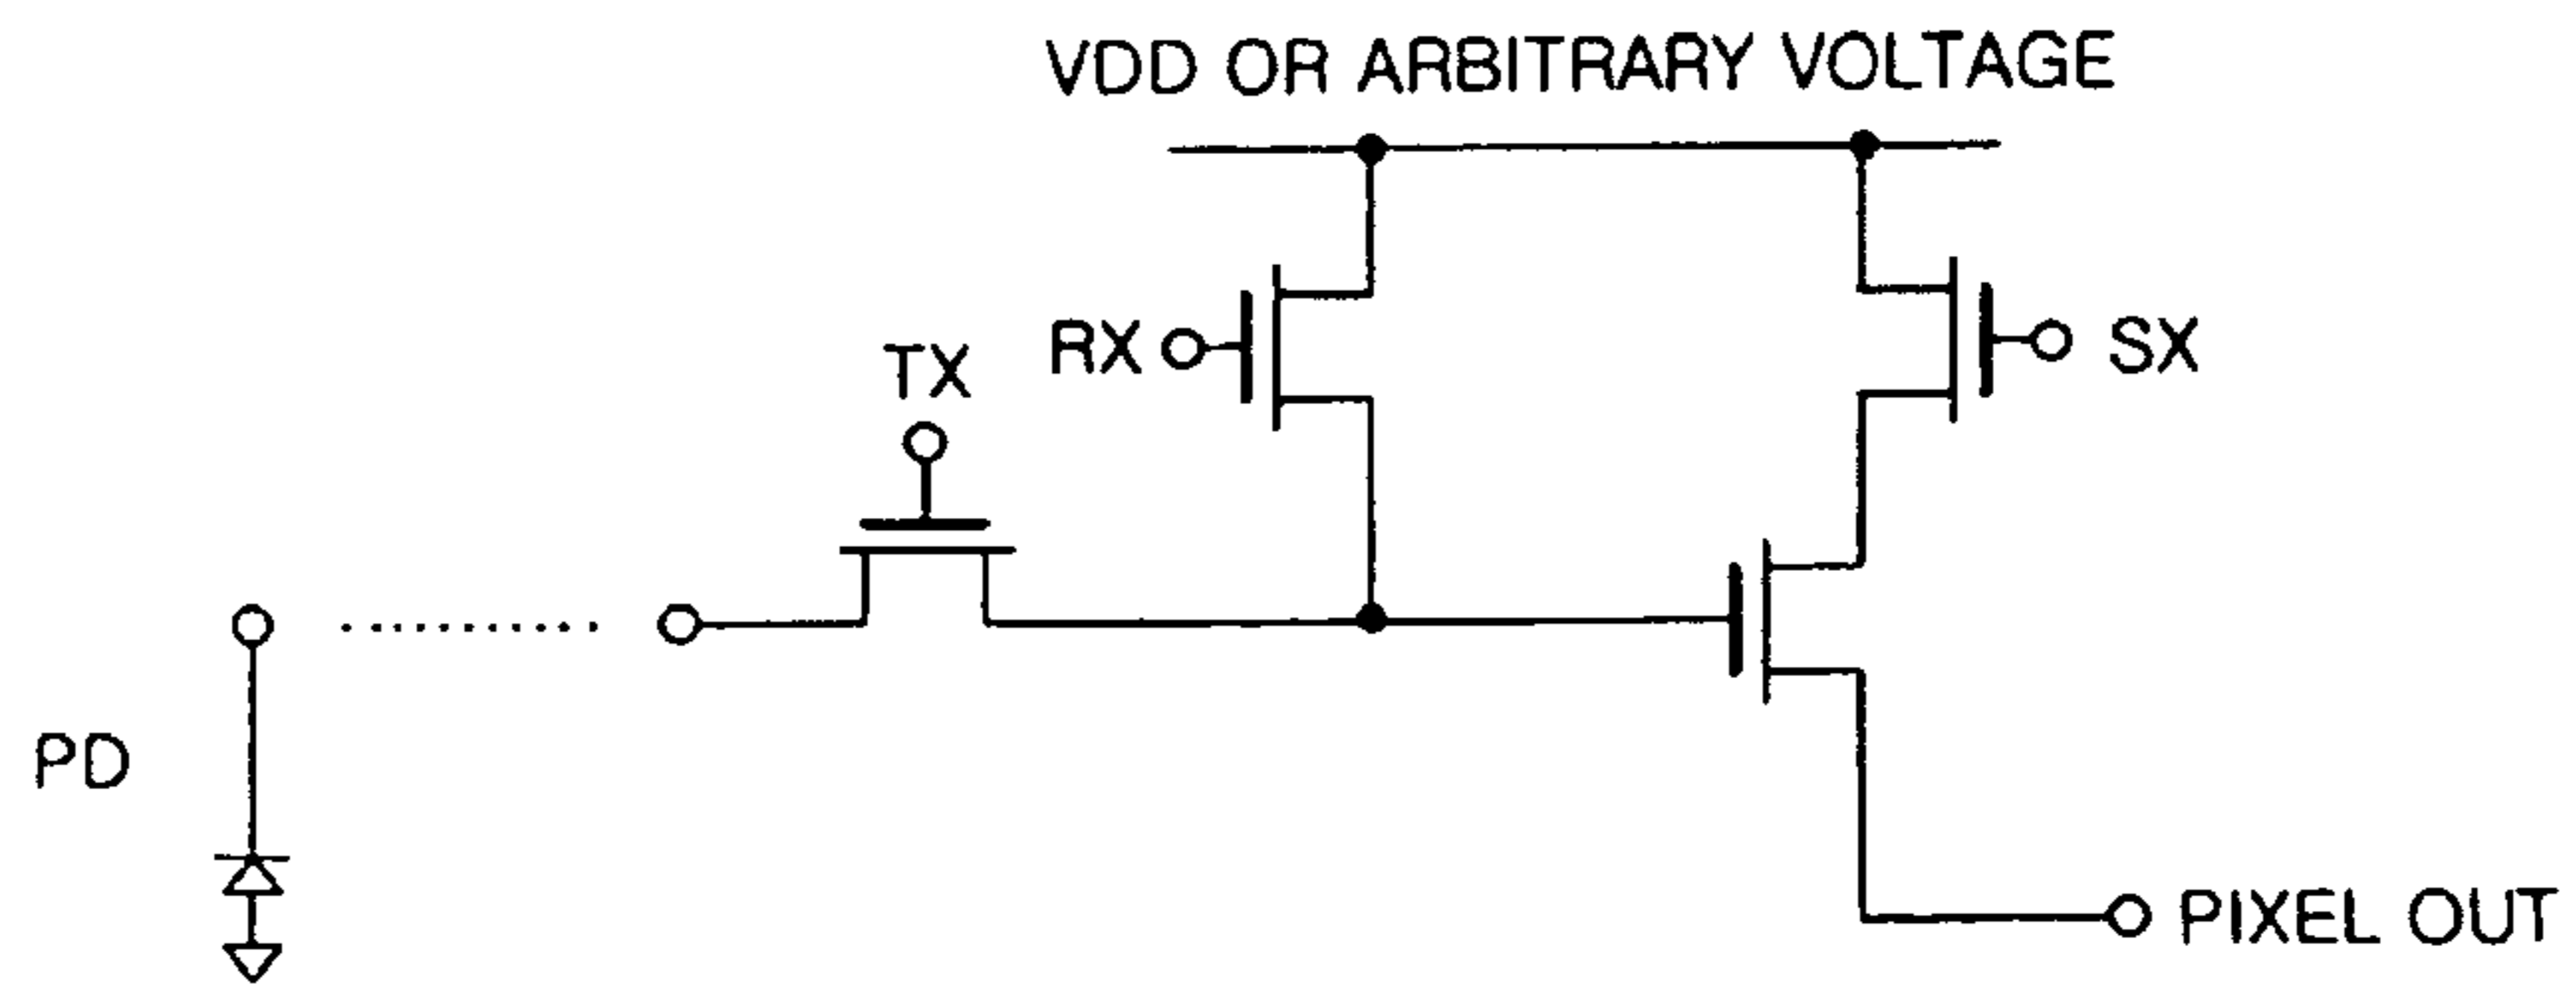 VDD OR ARBITRARY VOLTAGE
RX
SX
TX
PD
PIXEL OUT